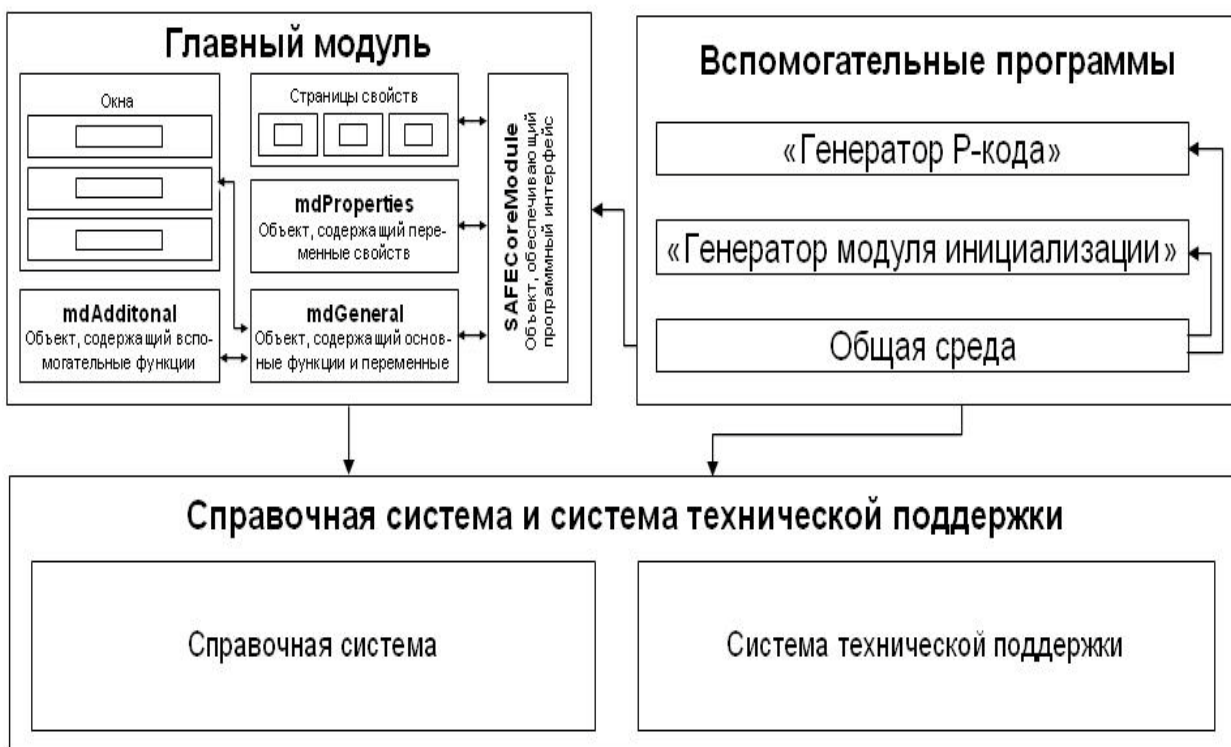 Главный модуль
Окна
Страницы свойств
mdProperties
Объект, содержащий пере-
менные свойств
mdAdditonal
Объект, содержащий вспо-
могательные функции
mdGeneral
Объект, содержащий основ-
ные функции и переменные
SAFECoreModule
Объект, обеспечивающий
программный интерфейс
Вспомогательные программы
«Генератор P-кода»
«Генератор модуля инициализации»
Общая среда
Справочная система и система технической поддержки
Справочная система
Система технической поддержки